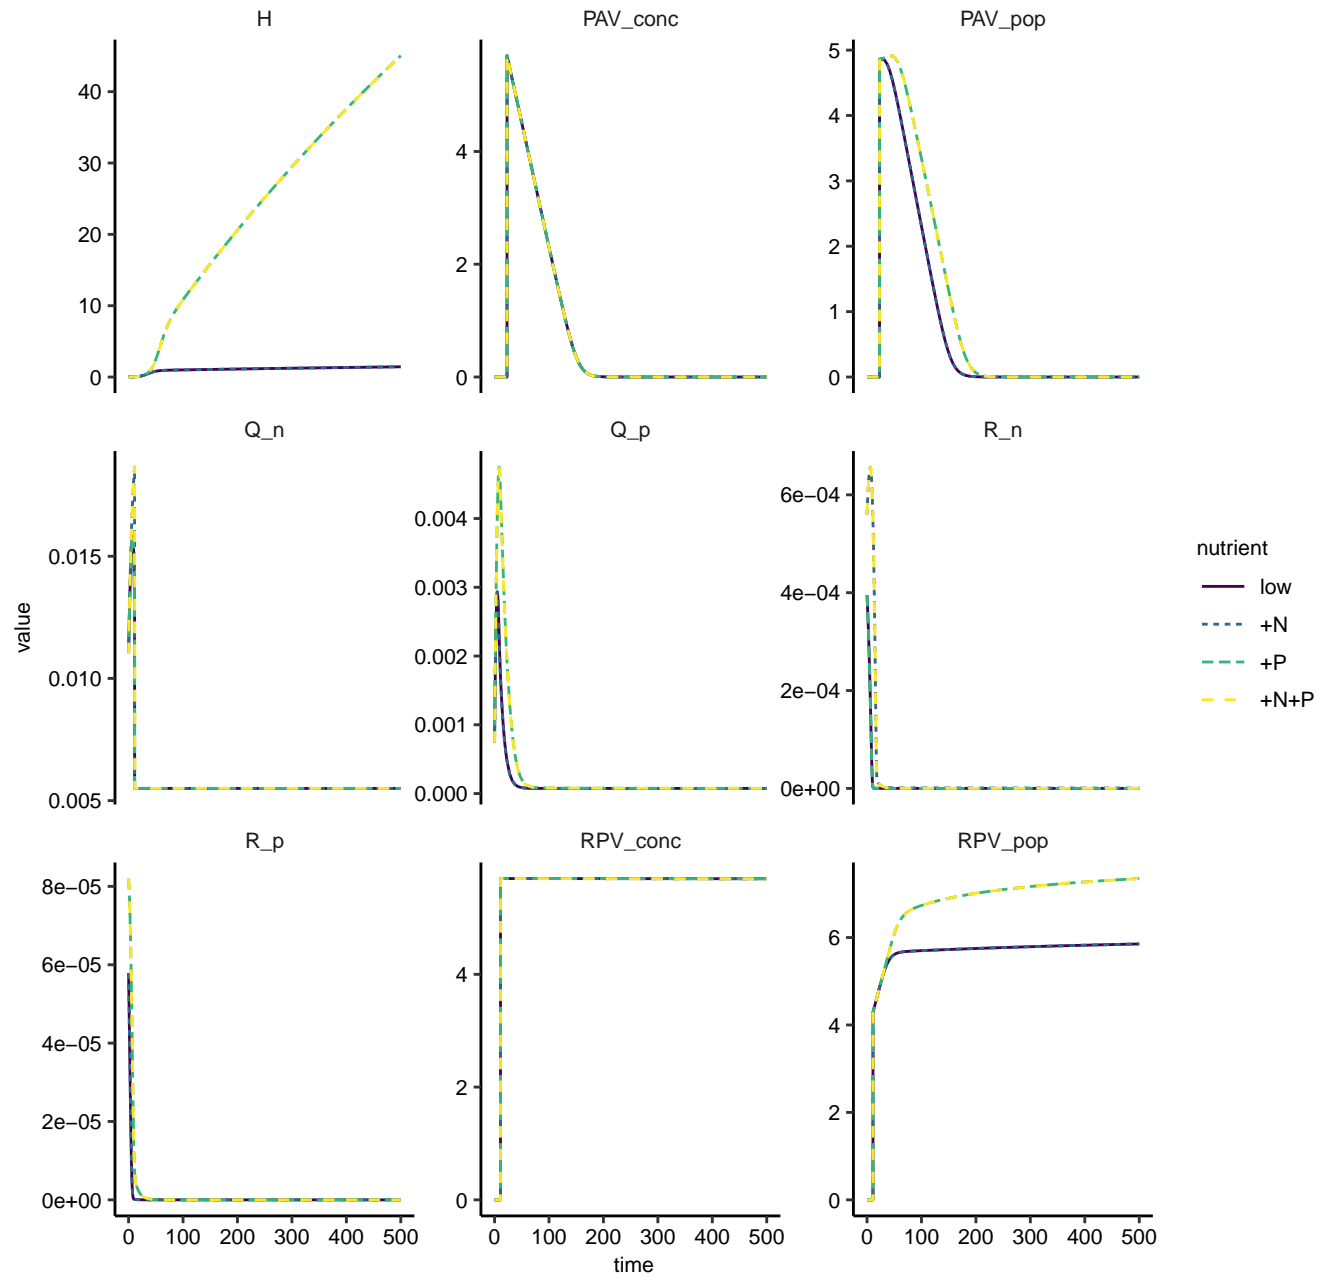 H
PAV_conc
PAV_pop
40
30
20
10
0
4
2
0
5
4
3
2
1
0
Q_n
Q_p
R_n
0.015
0.010
0.005
0.004
0.003
0.002
0.001
0.000
6e−04
4e−04
2e−04
0e+00
R_p
RPV_conc
RPV_pop
8e−05
6e−05
4e−05
2e−05
0e+00
4
2
0
6
4
2
0
0 100 200 300 400 500
0 100 200 300 400 500
0 100 200 300 400 500
time
value
nutrient
low
+N
+P
+N+P